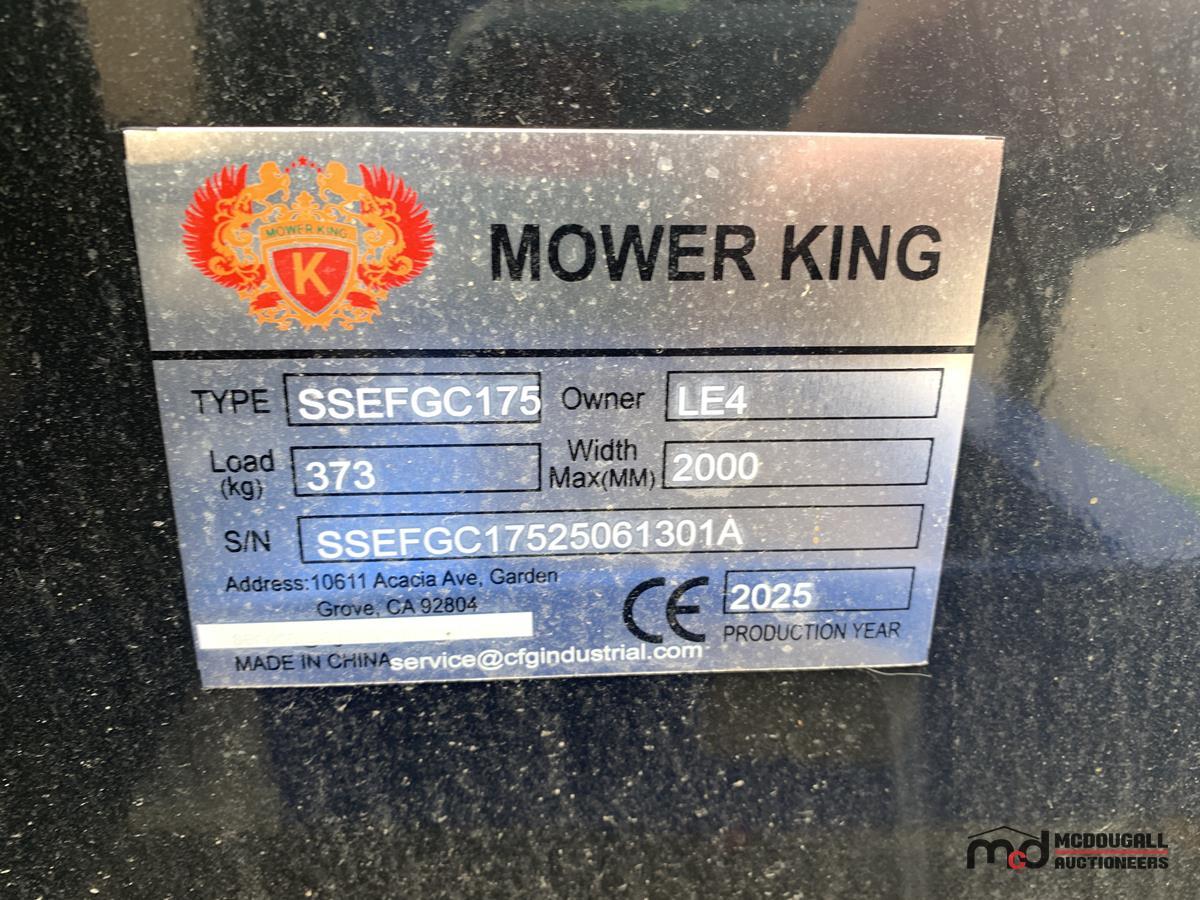 MOWER KING
K
MOWER KING
TYPE SSEFGC175 Owner LE4
Load (kg) 373 Width Max(MM) 2000
S/N SSEFGC17525061301A
Address:10611 Acacia Ave, Garden
Grove, CA 92804
CE 2025
PRODUCTION YEAR
MADE IN CHINA service@cfgindustrial.com
mcd MCDOUGALL
AUCTIONEERS